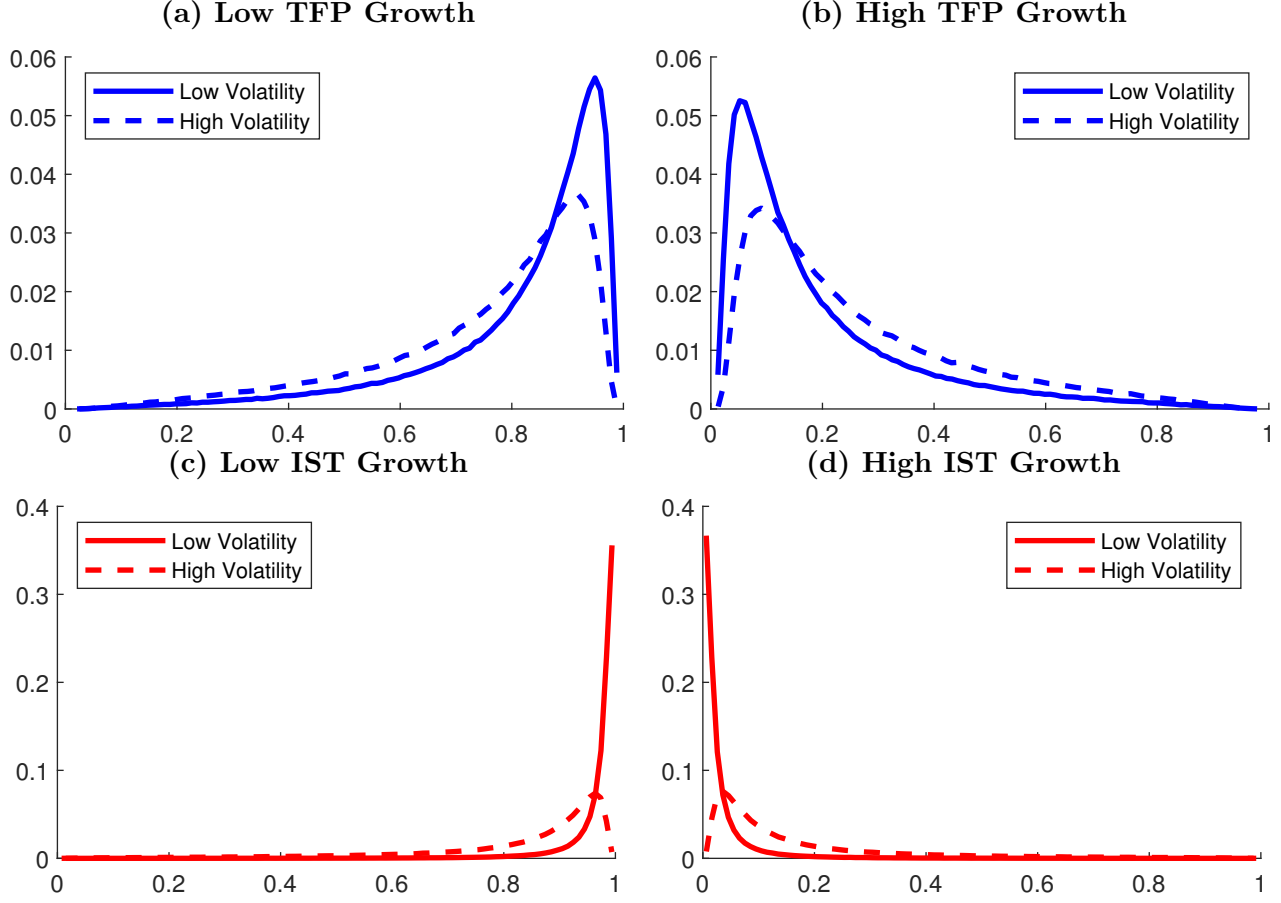 (a) Low TFP Growth
0.06
0.05
0.04
0.03
0.02
0.01
0
0 0.2 0.4 0.6 0.8 1
Low Volatility
High Volatility
(b) High TFP Growth
0.06
0.05
0.04
0.03
0.02
0.01
0
0 0.2 0.4 0.6 0.8 1
Low Volatility
High Volatility
(c) Low IST Growth
0.4
0.3
0.2
0.1
0
0 0.2 0.4 0.6 0.8 1
Low Volatility
High Volatility
(d) High IST Growth
0.4
0.3
0.2
0.1
0
0 0.2 0.4 0.6 0.8 1
Low Volatility
High Volatility